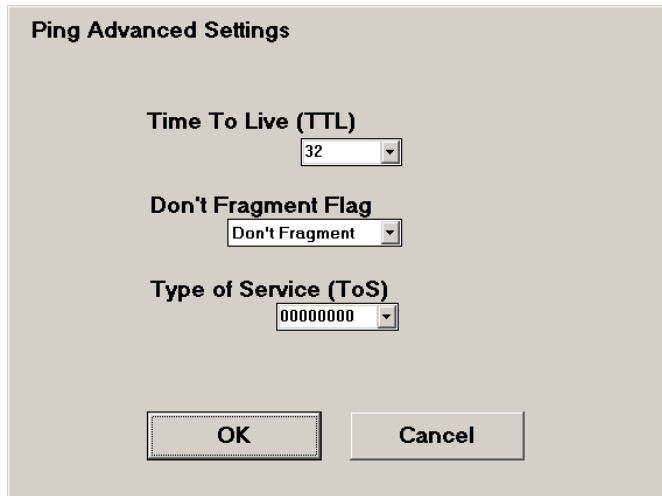 Ping Advanced Settings
Time To Live (TTL)
32
Don't Fragment Flag
Don't Fragment
Type of Service (ToS)
00000000
OK Cancel